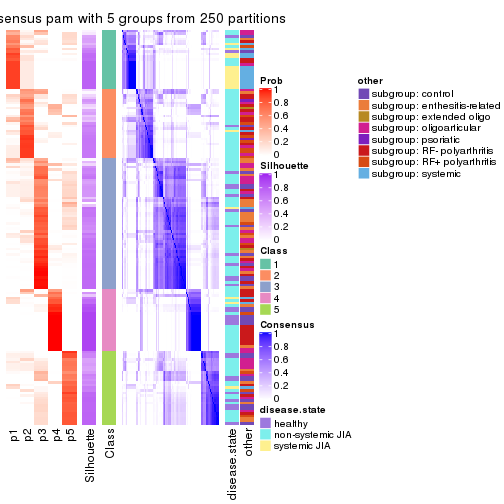 sensus pam with 5 groups from 250 partitions
p1
p2
p3
p4
p5
Silhouette
Class
disease.state
other
Prob
1
0.8
0.6
0.4
0.2
0
Silhouette
1
0.8
0.6
0.4
0.2
0
Class
1
2
3
4
5
Consensus
1
0.8
0.6
0.4
0.2
0
disease.state
healthy
non-systemic JIA
systemic JIA
other
subgroup: control
subgroup: enthesitis-related
subgroup: extended oligo
subgroup: oligoarticular
subgroup: psoriatic
subgroup: RF- polyarthritis
subgroup: RF+ polyarthritis
subgroup: systemic